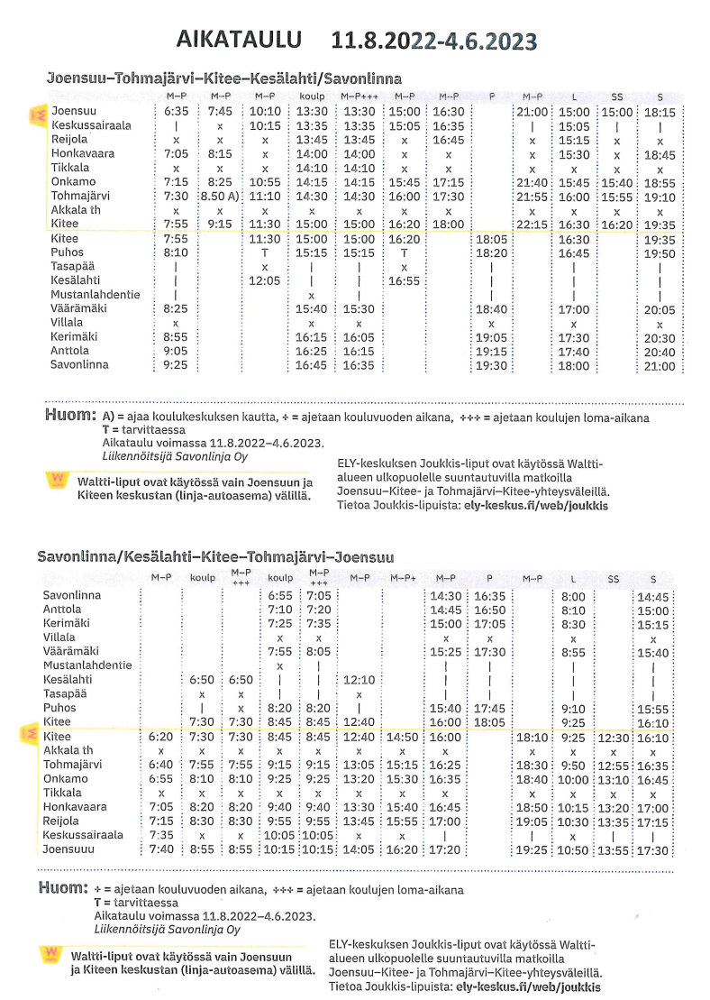 AIKATAULU 11.8.2022-4.6.2023
Joensuu–Tohmajärvi–Kitee–Kesälahti/Savonlinna
M–P M–P M–P koulp M–P+++ M–P M–P P M–P L SS S
Joensuu 6:35 7:45 10:10 13:30 13:30 15:00 16:30 21:00 15:00 15:00 18:15
Keskussairaala | x 10:15 13:35 13:35 15:05 16:35 | 15:05 | |
Reijola x x x 13:45 13:45 x 16:45 x 15:15 x x
Honkavaara 7:05 8:15 x 14:00 14:00 x x x 15:30 x 18:45
Tikkala x x x 14:10 14:10 x x x x x x
Onkamo 7:15 8:25 10:55 14:15 14:15 15:45 17:15 21:40 15:45 15:40 18:55
Tohmajärvi 7:30 8.50 A) 11:10 14:30 14:30 16:00 17:30 21:55 16:00 15:55 19:10
Akkala th x x x x x x x x x x x
Kitee 7:55 9:15 11:30 15:00 15:00 16:20 18:00 22:15 16:30 16:20 19:35
Kitee 7:55 11:30 15:00 15:00 16:20 18:05 16:30 19:35
Puhos 8:10 T 15:15 15:15 T 18:20 16:45 19:50
Tasapää | x | | x | | |
Kesälahti | 12:05 | | 16:55 | | |
Mustanlahdentie | x | | | |
Väärämäki 8:25 15:40 15:30 18:40 17:00 20:05
Villala x x x x x x
Kerimäki 8:55 16:15 16:05 19:05 17:30 20:30
Anttola 9:05 16:25 16:15 19:15 17:40 20:40
Savonlinna 9:25 16:45 16:35 19:30 18:00 21:00
Huom: A) = ajaa koulukeskuksen kautta, + = ajetaan kouluvuoden aikana, +++ = ajetaan koulujen loma-aikana
T = tarvittaessa
Aikataulu voimassa 11.8.2022–4.6.2023.
Liikennöitsijä Savonlinja Oy
Waltti-liput ovat käytössä vain Joensuun ja
Kiteen keskustan (linja-autoasema) välillä.
ELY-keskuksen Joukkis-liput ovat käytössä Waltti-
alueen ulkopuolelle suuntautuvilla matkoilla
Joensuu–Kitee- ja Tohmajärvi–Kitee-yhteysväleillä.
Tietoa Joukkis-lipuista: ely-keskus.fi/web/joukkis
Savonlinna/Kesälahti–Kitee–Tohmajärvi–Joensuu
M–P koulp M–P +++ koulp M–P +++ M–P M–P+ M–P P M–P L SS S
Savonlinna 6:55 7:05 14:30 16:35 8:00 14:45
Anttola 7:10 7:20 14:45 16:50 8:10 15:00
Kerimäki 7:25 7:35 15:00 17:05 8:30 15:15
Villala x x x x x x
Väärämäki 7:55 8:05 15:25 17:30 8:55 15:40
Mustanlahdentie x | | | | |
Kesälahti 6:50 6:50 | | 12:10 | | | |
Tasapää x x | | x | | | |
Puhos | x 8:20 8:20 | 15:40 17:45 9:10 15:55
Kitee 7:30 7:30 8:45 8:45 12:40 16:00 18:05 9:25 16:10
Kitee 6:20 7:30 7:30 8:45 8:45 12:40 14:50 16:00 18:10 9:25 12:30 16:10
Akkala th x x x x x x x x x x x x
Tohmajärvi 6:40 7:55 7:55 9:15 9:15 13:05 15:15 16:25 18:30 9:50 12:55 16:35
Onkamo 6:55 8:10 8:10 9:25 9:25 13:20 15:30 16:35 18:40 10:00 13:10 16:45
Tikkala x x x x x x x x x x x x
Honkavaara 7:05 8:20 8:20 9:40 9:40 13:30 15:40 16:45 18:50 10:15 13:20 17:00
Reijola 7:15 8:30 8:30 9:55 9:55 13:45 15:55 17:00 19:05 10:30 13:35 17:15
Keskussairaala 7:35 x x 10:05 10:05 x x | | x | |
Joensuuu 7:40 8:55 8:55 10:15 10:15 14:05 16:20 17:20 19:25 10:50 13:55 17:30
Huom: + = ajetaan kouluvuoden aikana, +++ = ajetaan koulujen loma-aikana
T = tarvittaessa
Aikataulu voimassa 11.8.2022–4.6.2023.
Liikennöitsijä Savonlinja Oy
Waltti-liput ovat käytössä vain Joensuun
ja Kiteen keskustan (linja-autoasema) välillä.
ELY-keskuksen Joukkis-liput ovat käytössä Waltti-
alueen ulkopuolelle suuntautuvilla matkoilla
Joensuu–Kitee- ja Tohmajärvi–Kitee-yhteysväleillä.
Tietoa Joukkis-lipuista: ely-keskus.fi/web/joukkis